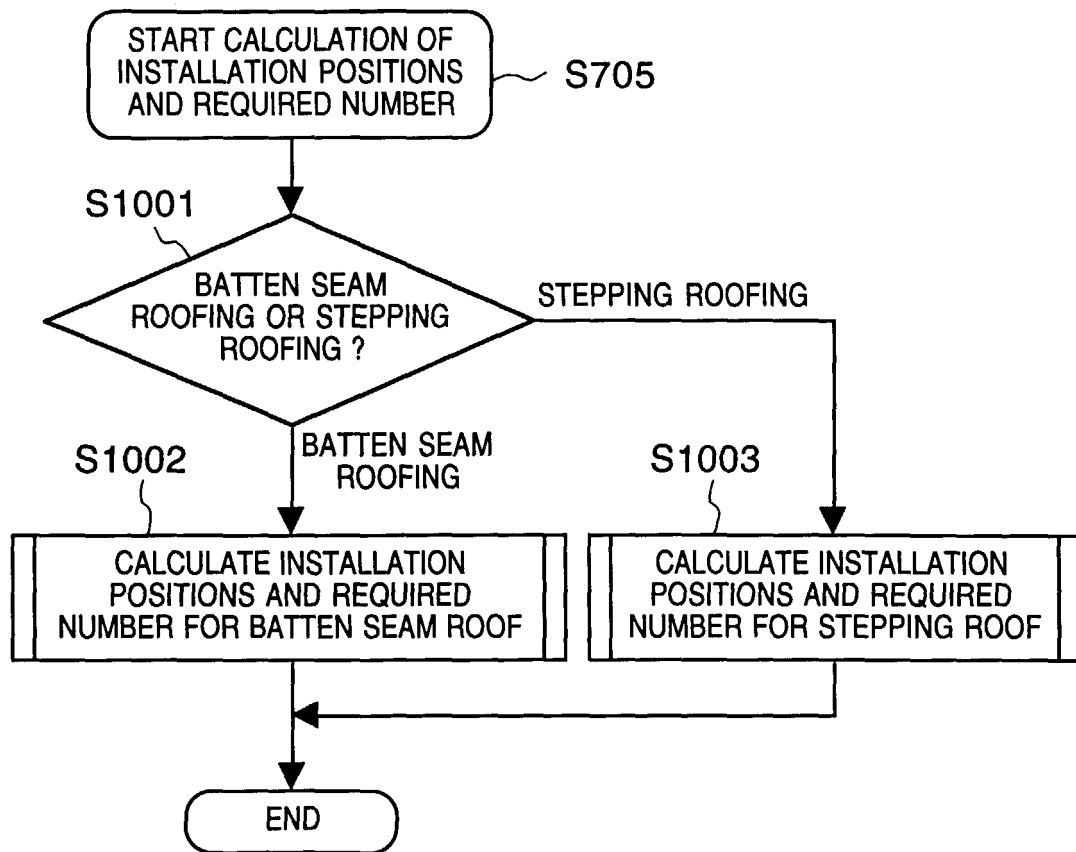 START CALCULATION OF
INSTALLATION POSITIONS
AND REQUIRED NUMBER
S705
S1001
BATTEN SEAM
ROOFING OR STEPPING
ROOFING ?
STEPPING ROOFING
BATTEN SEAM
ROOFING
S1002
CALCULATE INSTALLATION
POSITIONS AND REQUIRED
NUMBER FOR BATTEN SEAM ROOF
S1003
CALCULATE INSTALLATION
POSITIONS AND REQUIRED
NUMBER FOR STEPPING ROOF
END